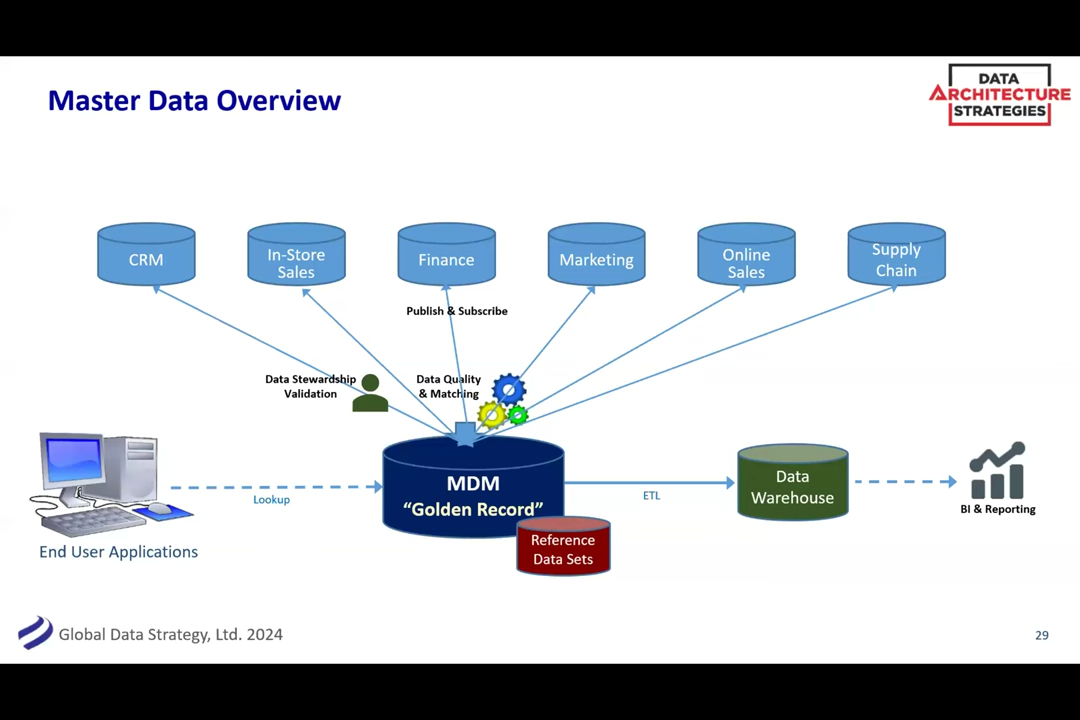 Master Data Overview
DATA
ARCHITECTURE
STRATEGIES
CRM
In-Store
Sales
Finance
Marketing
Online
Sales
Supply
Chain
Publish & Subscribe
Data Stewardship
Validation
Data Quality
& Matching
MDM
“Golden Record”
Reference
Data Sets
Lookup
End User Applications
ETL
Data
Warehouse
BI & Reporting
Global Data Strategy, Ltd. 2024
29